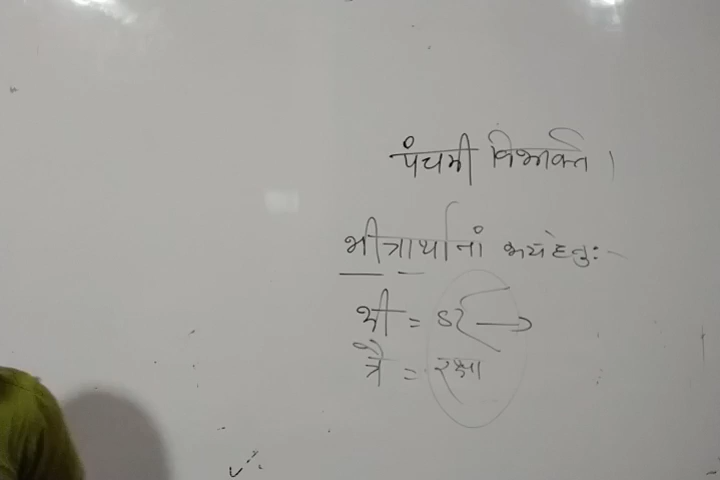 पंचमी विभक्ति ।
भीत्रार्थानां भयहेतुः -
भी = डर →
त्रै = रक्षा